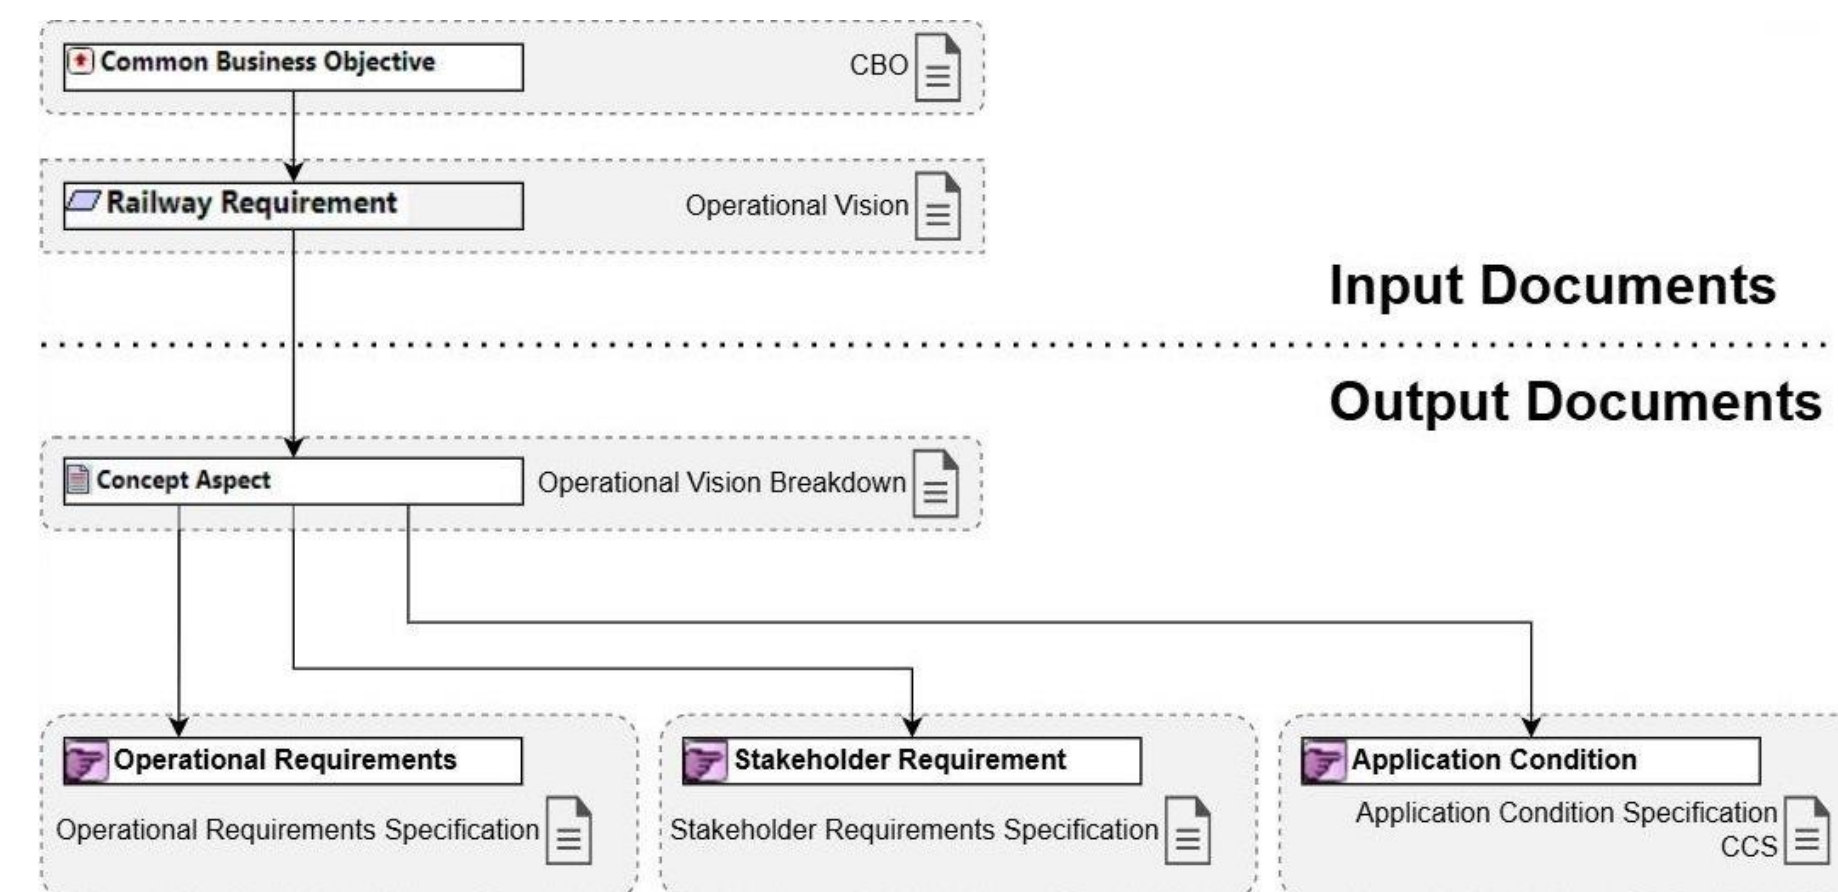 Common Business Objective
CBO
Railway Requirement
Operational Vision
Input Documents
Output Documents
Concept Aspect
Operational Vision Breakdown
Operational Requirements
Operational Requirements Specification
Stakeholder Requirement
Stakeholder Requirements Specification
Application Condition
Application Condition Specification
CCS